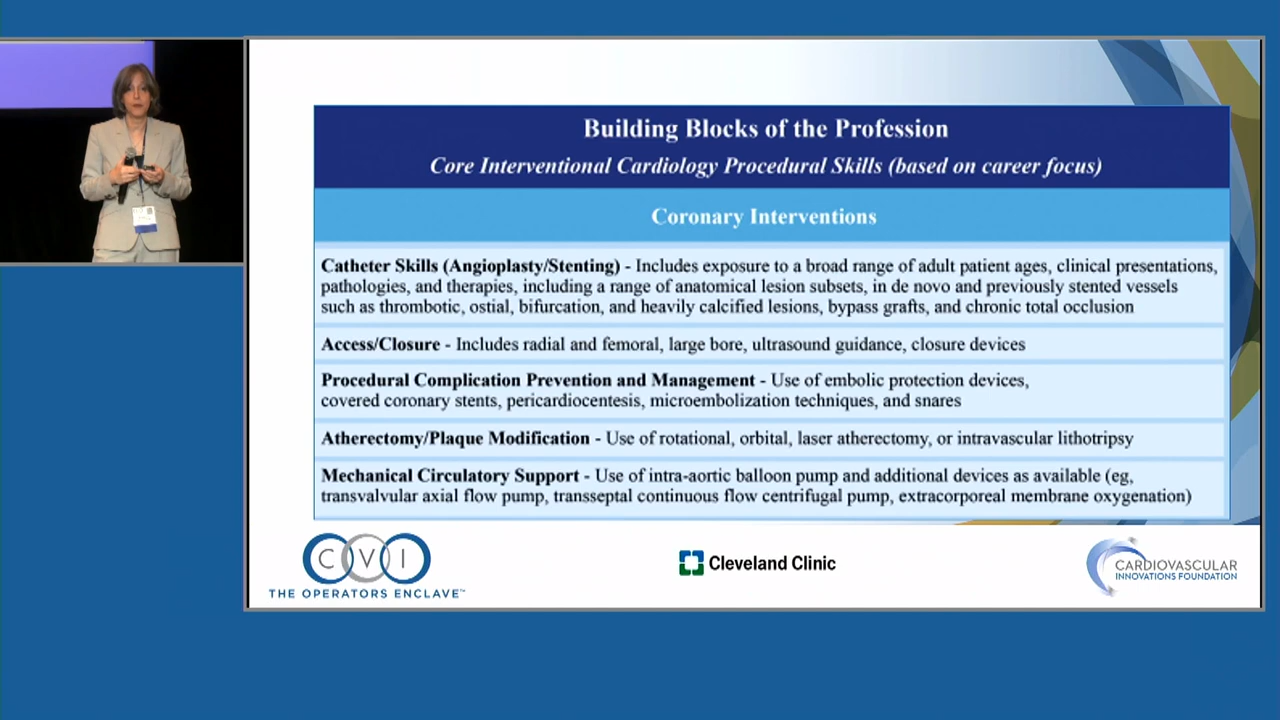 Building Blocks of the Profession
Core Interventional Cardiology Procedural Skills (based on career focus)
Coronary Interventions
Catheter Skills (Angioplasty/Stenting) - Includes exposure to a broad range of adult patient ages, clinical presentations,
pathologies, and therapies, including a range of anatomical lesion subsets, in de novo and previously stented vessels
such as thrombotic, ostial, bifurcation, and heavily calcified lesions, bypass grafts, and chronic total occlusion
Access/Closure - Includes radial and femoral, large bore, ultrasound guidance, closure devices
Procedural Complication Prevention and Management - Use of embolic protection devices,
covered coronary stents, pericardiocentesis, microembolization techniques, and snares
Atherectomy/Plaque Modification - Use of rotational, orbital, laser atherectomy, or intravascular lithotripsy
Mechanical Circulatory Support - Use of intra-aortic balloon pump and additional devices as available (eg,
transvalvular axial flow pump, transseptal continuous flow centrifugal pump, extracorporeal membrane oxygenation)
CVI
THE OPERATORS ENCLAVE™
Cleveland Clinic
CARDIOVASCULAR
INNOVATIONS FOUNDATION